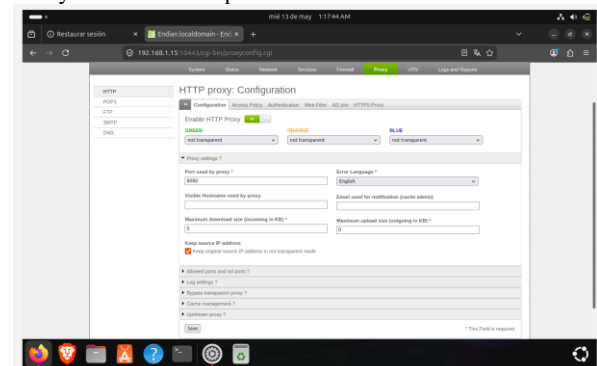 mié 13 de may 1:17:44 AM
Restaurar sesión
Endian.localdomain - End
192.168.1.15:10443/cgi-bin/proxyconfig.cgi
System Status Network Services Firewall Proxy VPN Logs and Reports
HTTP
POP3
FTP
SMTP
DNS
HTTP proxy: Configuration
Configuration Access Policy Authentication Web Filter AD join HTTPS Proxy
Enable HTTP Proxy
GREEN ORANGE BLUE
not transparent not transparent not transparent
Proxy settings ?
Port used by proxy * Error Language *
8080 English
Visible Hostname used by proxy Email used for notification (cache admin)
Maximum download size (incoming in KB) * Maximum upload size (outgoing in KB) *
0 0
Keep source IP address
Keep original source IP address in not transparent mode
Allowed ports and ssl ports ?
Log settings ?
Bypass transparent proxy ?
Cache management ?
Upstream proxy ?
Save * This Field is required.